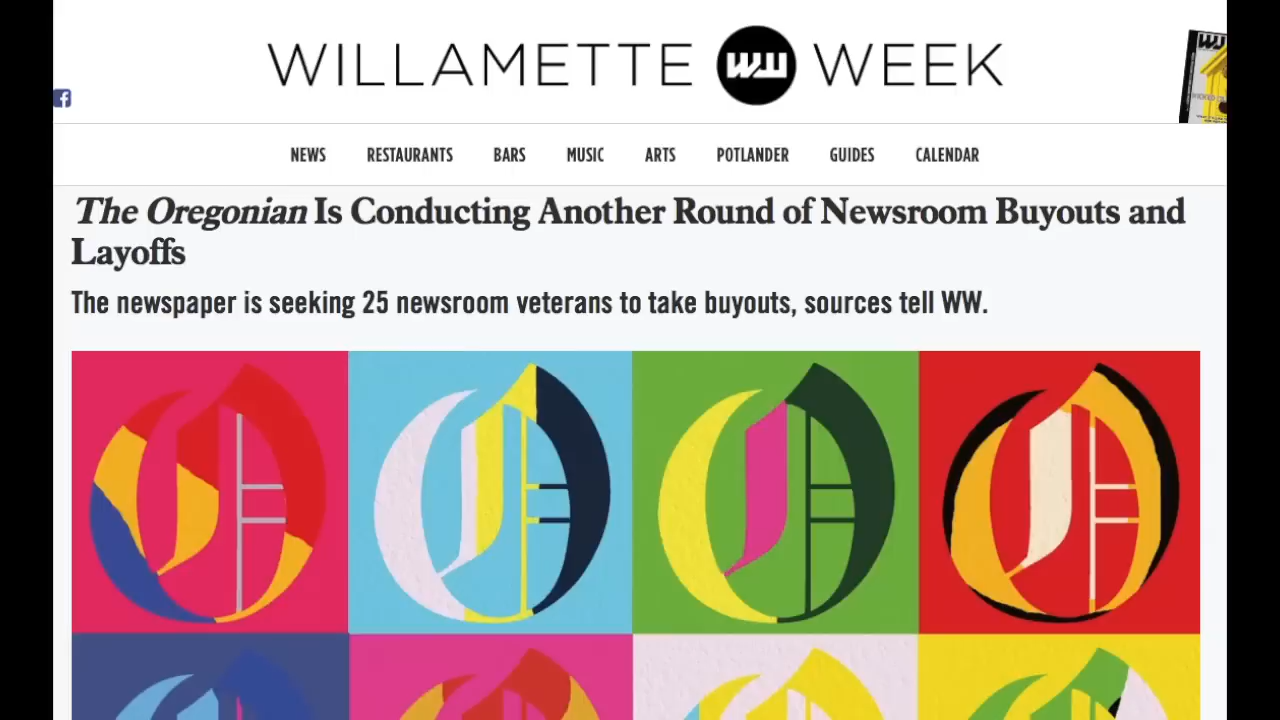 WILLAMETTE WW WEEK
NEWS RESTAURANTS BARS MUSIC ARTS POTLANDER GUIDES CALENDAR
The Oregonian Is Conducting Another Round of Newsroom Buyouts and
Layoffs
The newspaper is seeking 25 newsroom veterans to take buyouts, sources tell WW.
O O O O